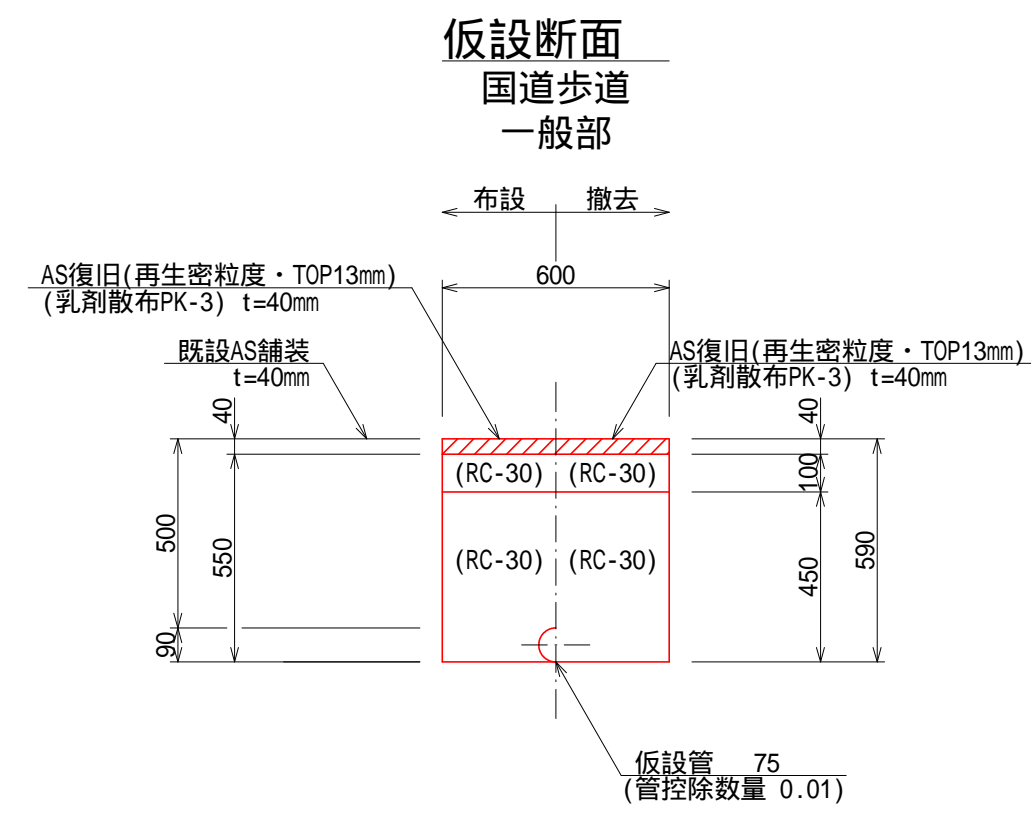 仮設断面
国道歩道
一般部
布設 撤去
600
AS復旧(再生密粒度・TOP13mm)
(乳剤散布PK-3) t=40mm
既設AS舗装
t=40mm
AS復旧(再生密粒度・TOP13mm)
(乳剤散布PK-3) t=40mm
40
500
550
90
(RC-30) (RC-30)
(RC-30) (RC-30)
40
100
450
590
仮設管 75
(管控除数量 0.01)